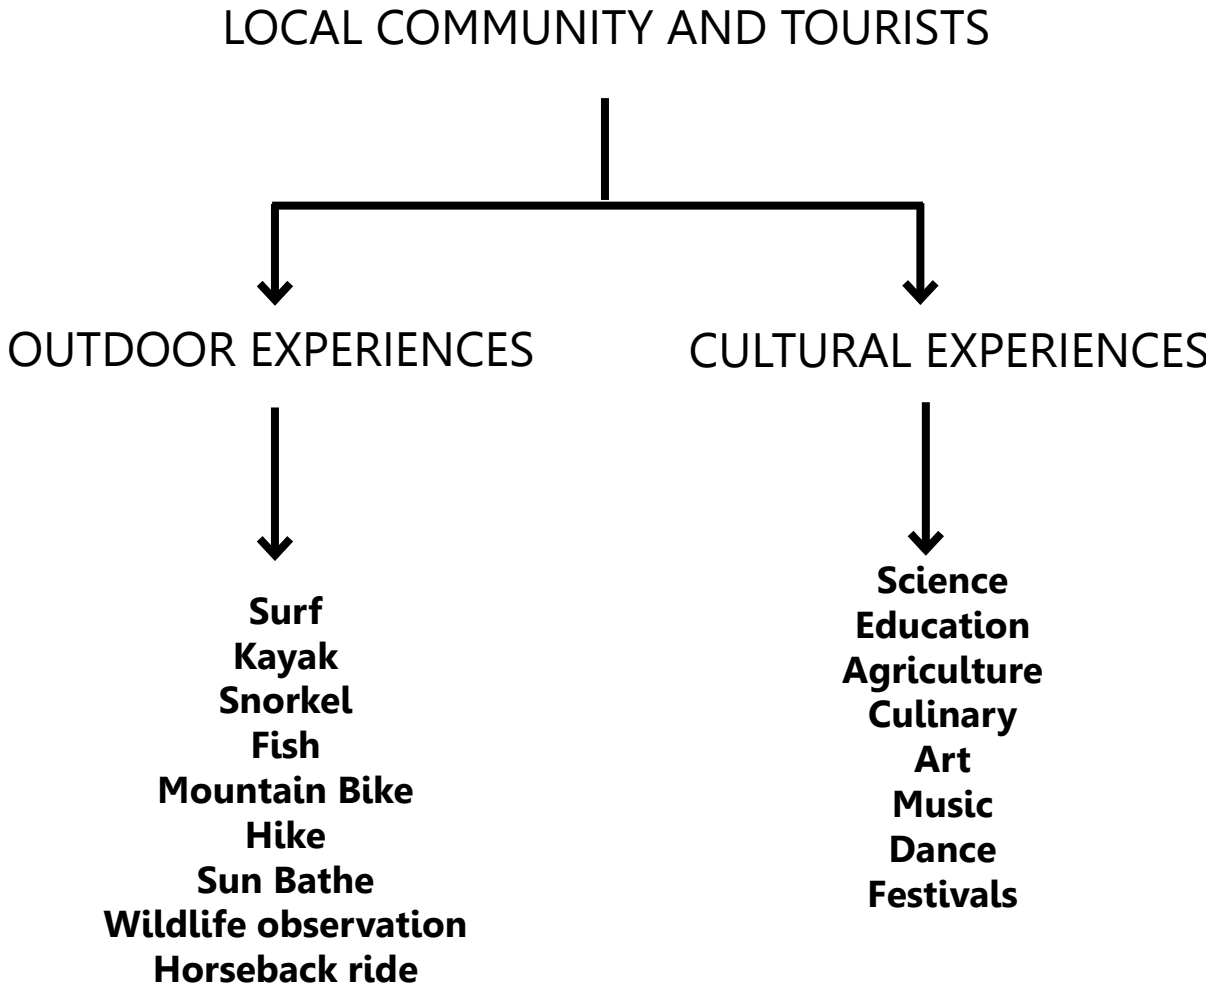 LOCAL COMMUNITY AND TOURISTS
OUTDOOR EXPERIENCES
CULTURAL EXPERIENCES
Surf
Kayak
Snorkel
Fish
Mountain Bike
Hike
Sun Bathe
Wildlife observation
Horseback ride
Science
Education
Agriculture
Culinary
Art
Music
Dance
Festivals